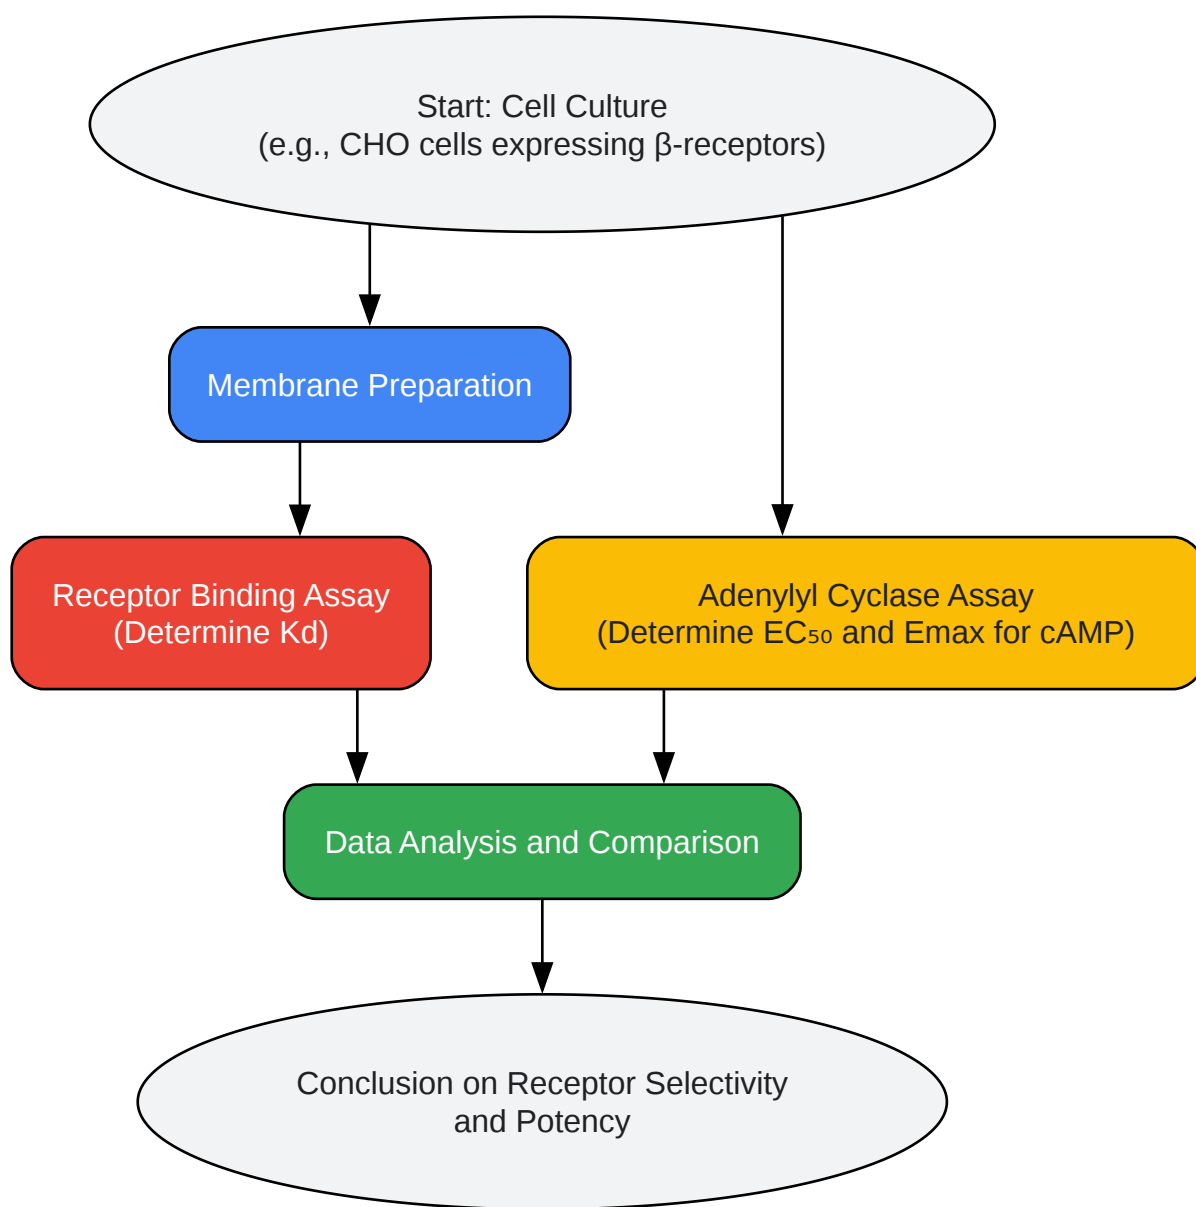 Start: Cell Culture
(e.g., CHO cells expressing β-receptors)
Membrane Preparation
Receptor Binding Assay
(Determine Kd)
Adenylyl Cyclase Assay
(Determine EC₅₀ and Emax for cAMP)
Data Analysis and Comparison
Conclusion on Receptor Selectivity
and Potency